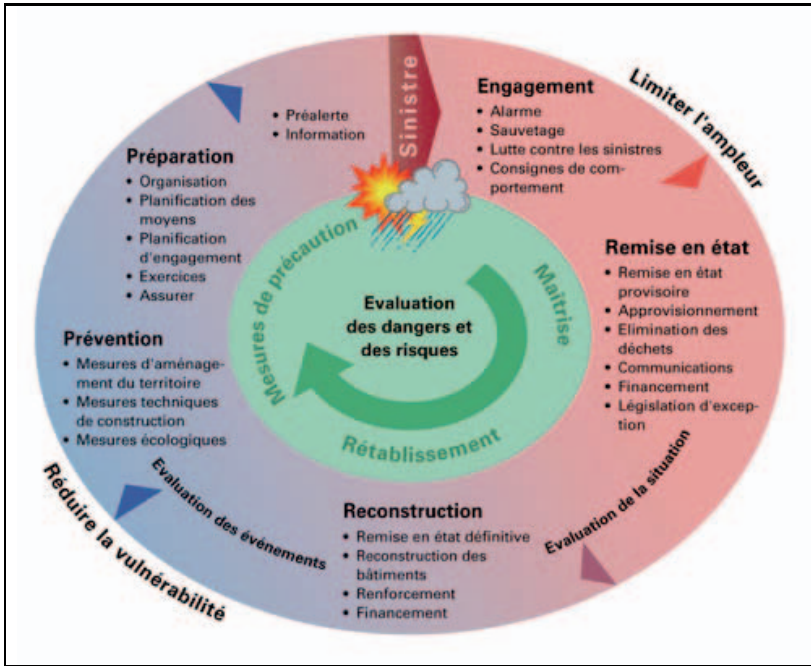 Sinistre
Engagement
• Alarme
• Sauvetage
• Lutte contre les sinistres
• Consignes de com-
portement
Limiter l'ampleur
Remise en état
• Remise en état
provisoire
• Approvisionnement
• Elimination des
déchets
• Communications
• Financement
• Législation d'excep-
tion
Evaluation de la situation
Reconstruction
• Remise en état définitive
• Reconstruction des
bâtiments
• Renforcement
• Financement
Evaluation des événements
Réduire la vulnérabilité
Prévention
• Mesures d'aménage-
ment du territoire
• Mesures techniques
de construction
• Mesures écologiques
Préparation
• Organisation
• Planification des
moyens
• Planification
d'engagement
• Exercices
• Assurer
• Préalerte
• Information
Maîtrise
Rétablissement
Mesures de précaution
Evaluation
des dangers et
des risques